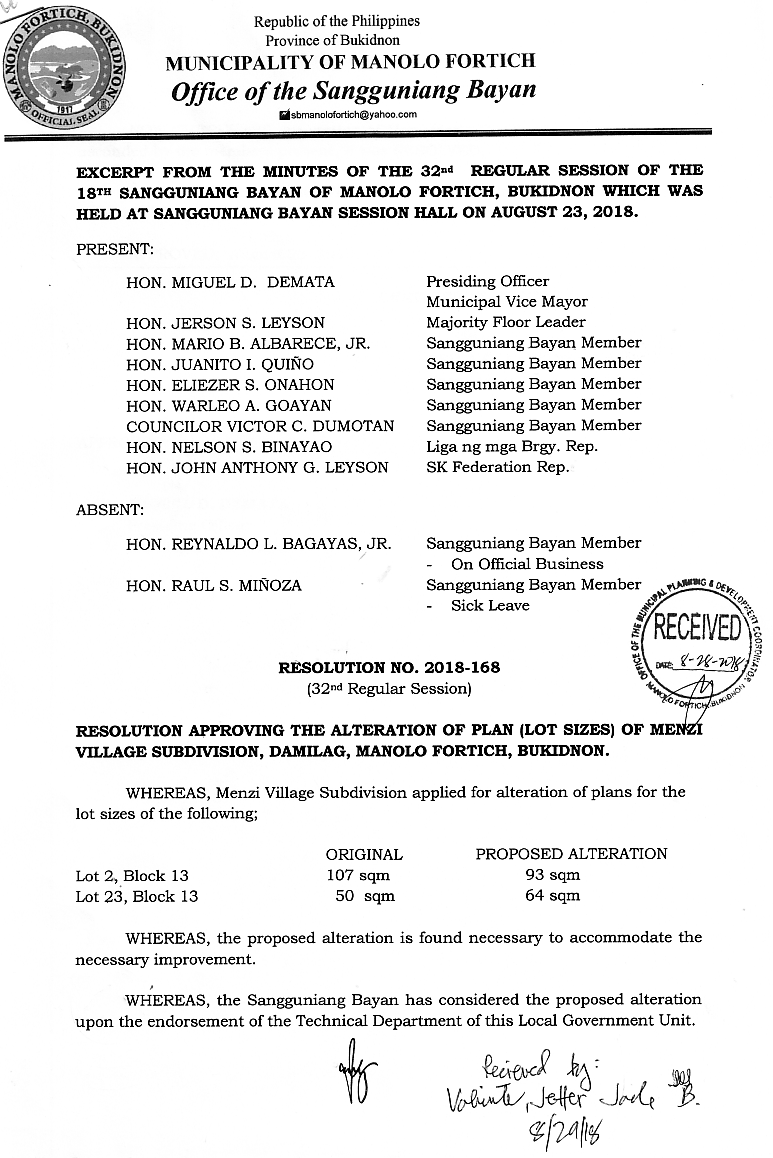 MANOLO FORTICH, BUKIDNON
1917
OFFICIAL SEAL
Republic of the Philippines
Province of Bukidnon
MUNICIPALITY OF MANOLO FORTICH
Office of the Sangguniang Bayan
sbmanolofortich@yahoo.com
EXCERPT FROM THE MINUTES OF THE 32nd REGULAR SESSION OF THE
18TH SANGGUNIANG BAYAN OF MANOLO FORTICH, BUKIDNON WHICH WAS
HELD AT SANGGUNIANG BAYAN SESSION HALL ON AUGUST 23, 2018.
PRESENT:
HON. MIGUEL D. DEMATA Presiding Officer
Municipal Vice Mayor
HON. JERSON S. LEYSON Majority Floor Leader
HON. MARIO B. ALBARECE, JR. Sangguniang Bayan Member
HON. JUANITO I. QUIÑO Sangguniang Bayan Member
HON. ELIEZER S. ONAHON Sangguniang Bayan Member
HON. WARLEO A. GOAYAN Sangguniang Bayan Member
COUNCILOR VICTOR C. DUMOTAN Sangguniang Bayan Member
HON. NELSON S. BINAYAO Liga ng mga Brgy. Rep.
HON. JOHN ANTHONY G. LEYSON SK Federation Rep.
ABSENT:
HON. REYNALDO L. BAGAYAS, JR. Sangguniang Bayan Member
- On Official Business
HON. RAUL S. MIÑOZA Sangguniang Bayan Member
- Sick Leave
OFFICE OF THE MUNICIPAL PLANNING & DEVELOPMENT COORDINATOR
RECEIVED
DATE: 8-28-2018
MANOLO FORTICH, BUKIDNON
RESOLUTION NO. 2018-168
(32nd Regular Session)
RESOLUTION APPROVING THE ALTERATION OF PLAN (LOT SIZES) OF MENZI
VILLAGE SUBDIVISION, DAMILAG, MANOLO FORTICH, BUKIDNON.
WHEREAS, Menzi Village Subdivision applied for alteration of plans for the
lot sizes of the following;
ORIGINAL PROPOSED ALTERATION
Lot 2, Block 13 107 sqm 93 sqm
Lot 23, Block 13 50 sqm 64 sqm
WHEREAS, the proposed alteration is found necessary to accommodate the
necessary improvement.
WHEREAS, the Sangguniang Bayan has considered the proposed alteration
upon the endorsement of the Technical Department of this Local Government Unit.
Recieved by:
Jade B.
8/29/18